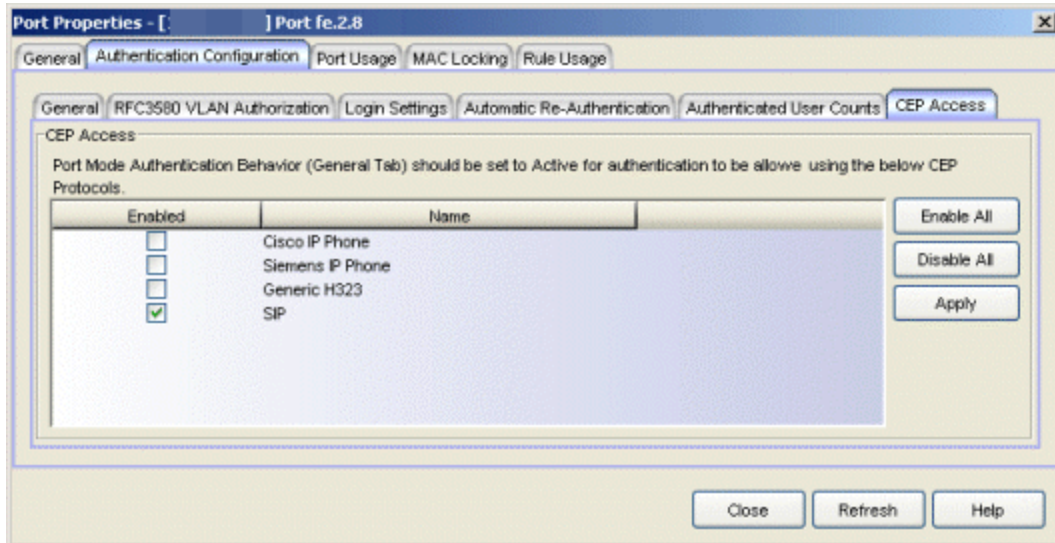 Port Properties - [ ] Port fe.2.8
General Authentication Configuration Port Usage MAC Locking Rule Usage
General RFC3580 VLAN Authorization Login Settings Automatic Re-Authentication Authenticated User Counts CEP Access
CEP Access
Port Mode Authentication Behavior (General Tab) should be set to Active for authentication to be allowe using the below CEP
Protocols.
Enabled Name
Cisco IP Phone
Siemens IP Phone
Generic H323
SIP
Enable All
Disable All
Apply
Close Refresh Help